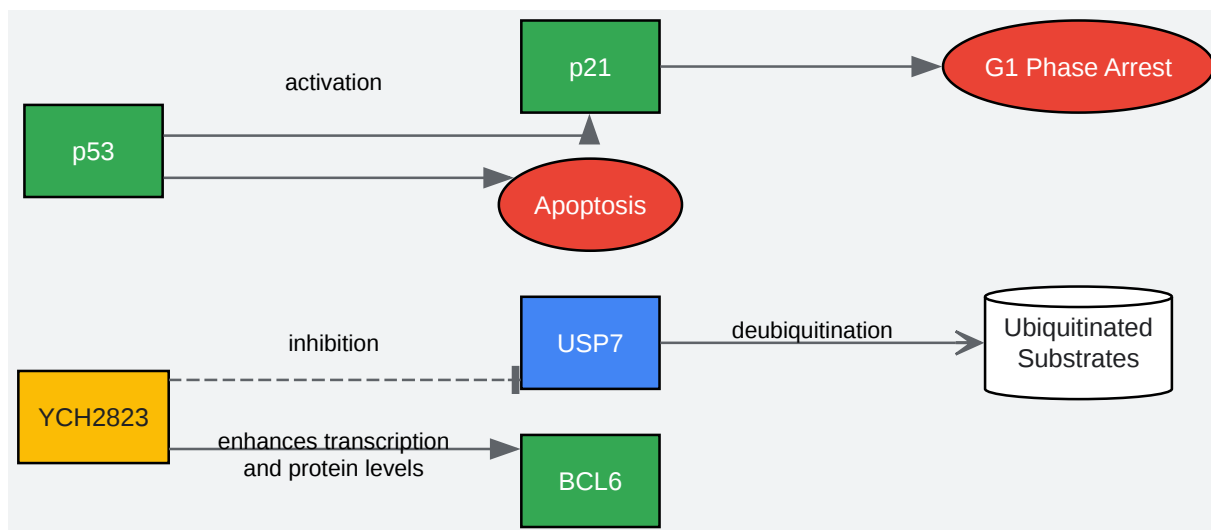 p21
G1 Phase Arrest
activation
p53
Apoptosis
USP7
deubiquitination
Ubiquitinated
Substrates
inhibition
YCH2823
enhances transcription
and protein levels
BCL6